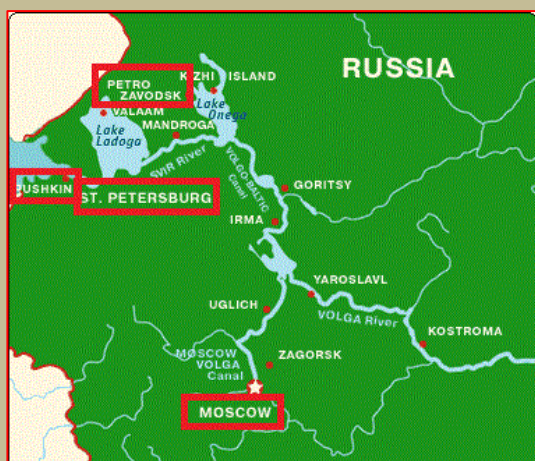 RUSSIA
PETRO
ZAVODSK
KIZHI ISLAND
VALAAM
Lake
Onega
Lake
Ladoga
MANDROGA
SVIR River
VOLGO-BALTIC
Canal
PUSHKIN
ST. PETERSBURG
GORITSY
IRMA
YAROSLAVL
UGLICH
VOLGA River
KOSTROMA
MOSCOW
VOLGA
Canal
ZAGORSK
MOSCOW